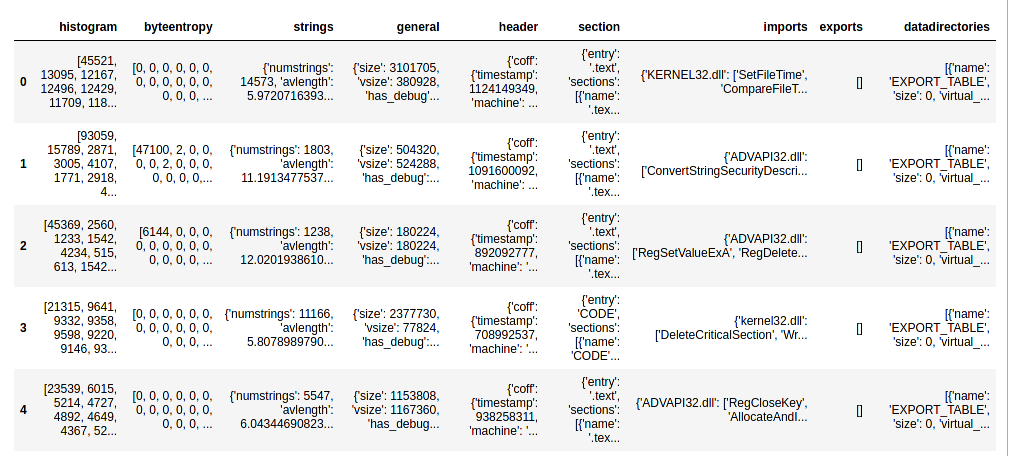 histogram byteentropy strings general header section imports exports datadirectories
0
[45521,
13095, 12167,
12496, 12429,
11709, 118...
[0, 0, 0, 0, 0, 0,
0, 0, 0, 0, 0, 0,
0, 0, 0, ...
{'numstrings':
14573, 'avlength':
5.9720716393...
{'size': 3101705,
'vsize': 380928,
'has_debug'...
{'coff':
{'timestamp':
1124149349,
'machine': ...
{'entry':
'.text',
'sections':
[{'name':
'.tex...
{'KERNEL32.dll': ['SetFileTime',
'CompareFileT...
[]
[{'name':
'EXPORT_TABLE',
'size': 0, 'virtual_...
1
[93059,
15789, 2871,
3005, 4107,
1771, 2918,
4...
[47100, 2, 0, 0,
0, 0, 2, 0, 0, 0,
0, 0, 0, 0,...
{'numstrings': 1803,
'avlength':
11.1913477537...
{'size': 504320,
'vsize': 524288,
'has_debug':...
{'coff':
{'timestamp':
1091600092,
'machine': ...
{'entry':
'.text',
'sections':
[{'name':
'.tex...
{'ADVAPI32.dll':
['ConvertStringSecurityDescri...
[]
[{'name':
'EXPORT_TABLE',
'size': 0, 'virtual_...
2
[45369, 2560,
1233, 1542,
4234, 515,
613, 1542...
[6144, 0, 0, 0,
0, 0, 0, 0, 0, 0,
0, 0, 0, 0, ...
{'numstrings': 1238,
'avlength':
12.0201938610...
{'size': 180224,
'vsize': 180224,
'has_debug':...
{'coff':
{'timestamp':
892092777,
'machine': '...
{'entry':
'.text',
'sections':
[{'name':
'.tex...
{'ADVAPI32.dll':
['RegSetValueExA', 'RegDelete...
[]
[{'name':
'EXPORT_TABLE',
'size': 0, 'virtual_...
3
[21315, 9641,
9332, 9358,
9598, 9220,
9146, 93...
[0, 0, 0, 0, 0, 0,
0, 0, 0, 0, 0, 0,
0, 0, 0, ...
{'numstrings': 11166,
'avlength':
5.8078989790...
{'size': 2377730,
'vsize': 77824,
'has_debug':...
{'coff':
{'timestamp':
708992537,
'machine': '...
{'entry':
'CODE',
'sections':
[{'name':
'CODE'...
{'kernel32.dll':
['DeleteCriticalSection', 'Wr...
[]
[{'name':
'EXPORT_TABLE',
'size': 0, 'virtual_...
4
[23539, 6015,
5214, 4727,
4892, 4649,
4367, 52...
[0, 0, 0, 0, 0, 0,
0, 0, 0, 0, 0, 0,
0, 0, 0, ...
{'numstrings': 5547,
'avlength':
6.04344690823...
{'size': 1153808,
'vsize': 1167360,
'has_debug...
{'coff':
{'timestamp':
938258311,
'machine': '...
{'entry':
'.text',
'sections':
[{'name':
'.tex...
{'ADVAPI32.dll': ['RegCloseKey',
'AllocateAndI...
[]
[{'name':
'EXPORT_TABLE',
'size': 0, 'virtual_...